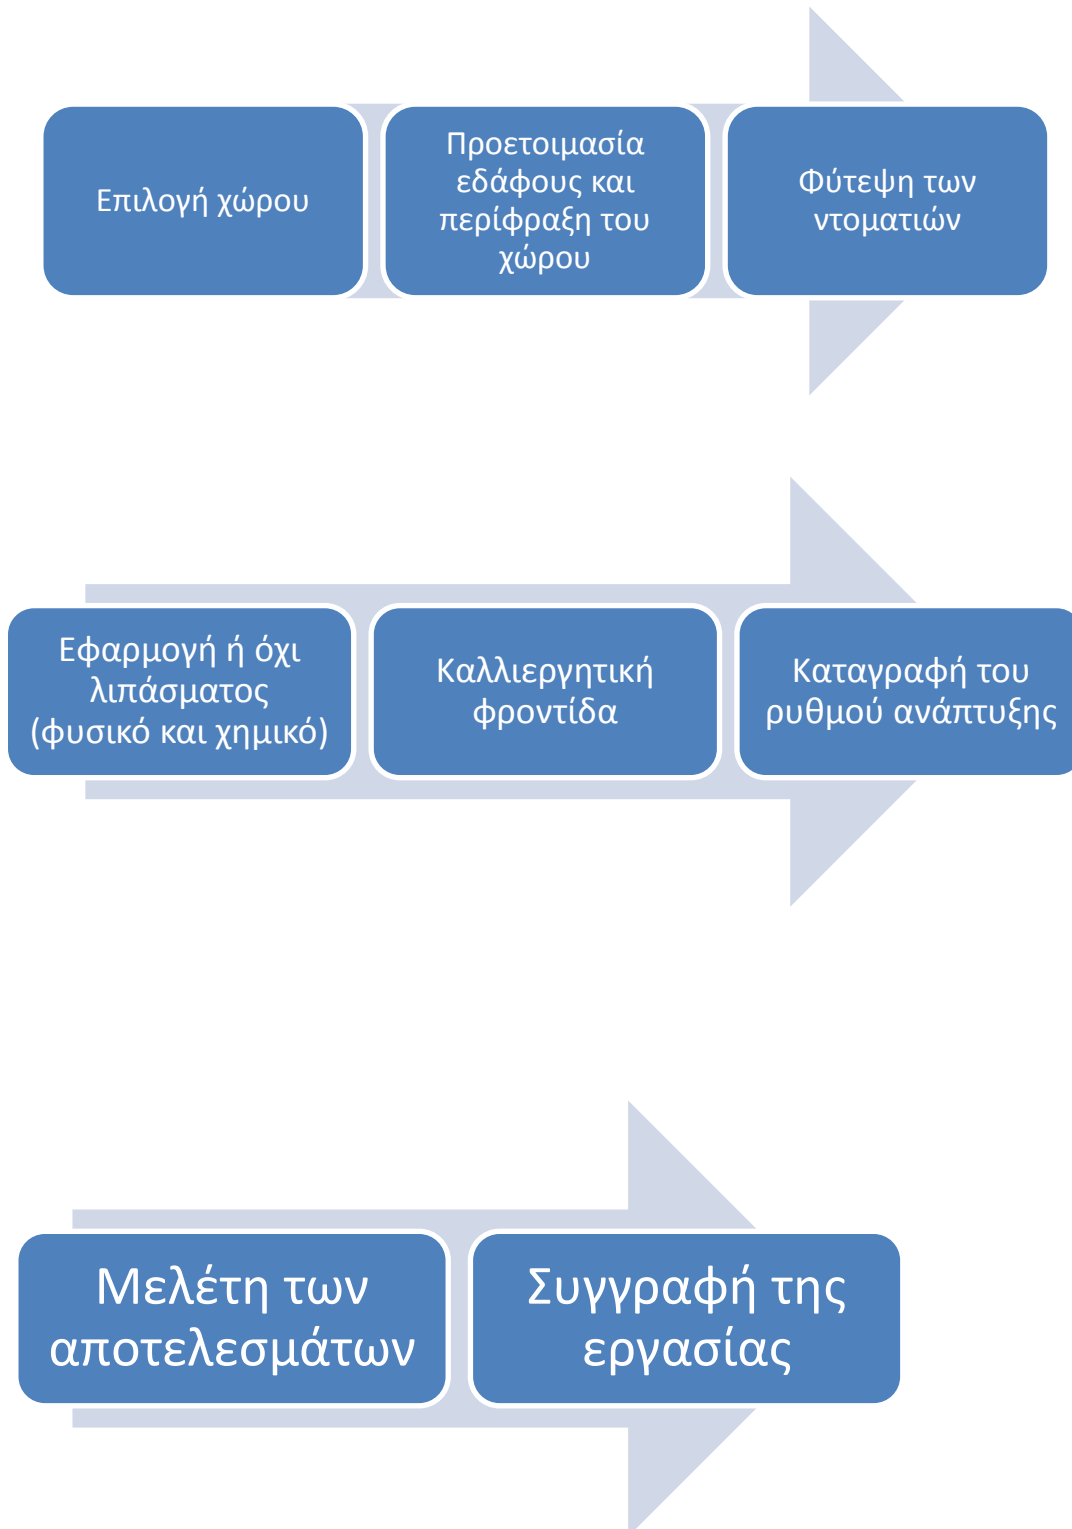 Επιλογή χώρου
Προετοιμασία
εδάφους και
περίφραξη του
χώρου
Φύτεψη των
ντοματιών
Εφαρμογή ή όχι
λιπάσματος
(φυσικό και χημικό)
Καλλιεργητική
φροντίδα
Καταγραφή του
ρυθμού ανάπτυξης
Μελέτη των
αποτελεσμάτων
Συγγραφή της
εργασίας